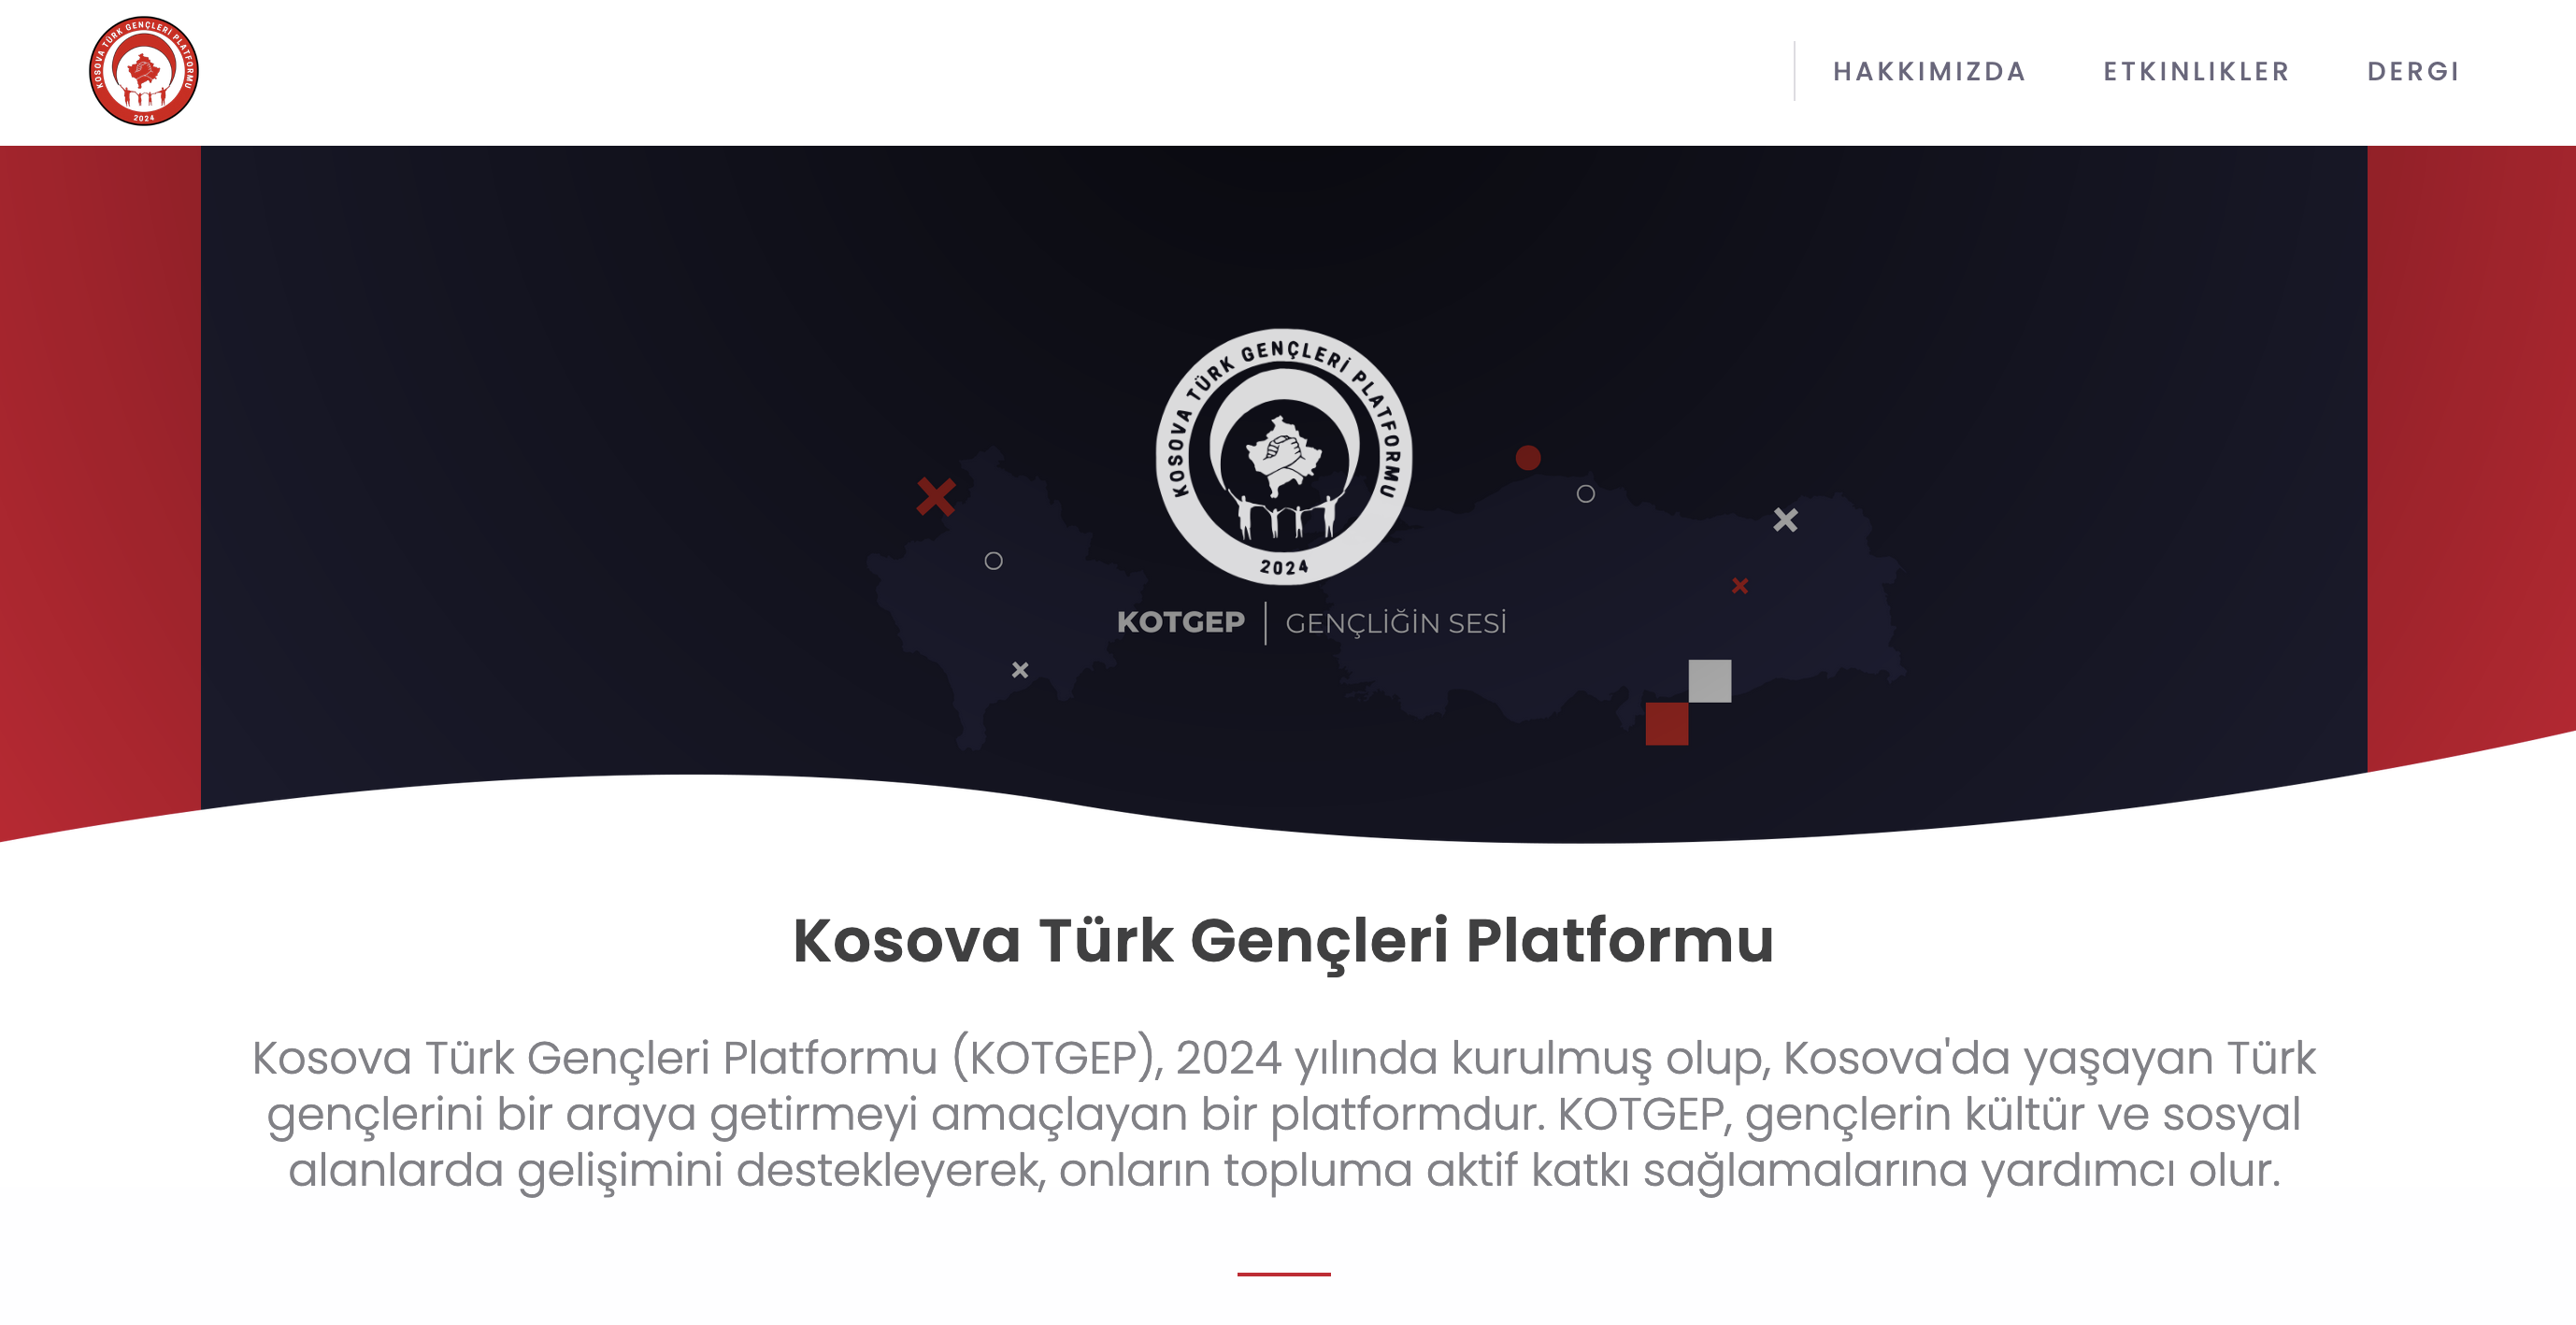 KOSOVA TÜRK GENÇLERİ PLATFORMU
2024
HAKKIMIZDA
ETKINLIKLER
DERGI
KOSOVA TÜRK GENÇLERİ PLATFORMU
2024
KOTGEP | GENÇLİĞİN SESİ
Kosova Türk Gençleri Platformu
Kosova Türk Gençleri Platformu (KOTGEP), 2024 yılında kurulmuş olup, Kosova'da yaşayan Türk
gençlerini bir araya getirmeyi amaçlayan bir platformdur. KOTGEP, gençlerin kültür ve sosyal
alanlarda gelişimini destekleyerek, onların topluma aktif katkı sağlamalarına yardımcı olur.